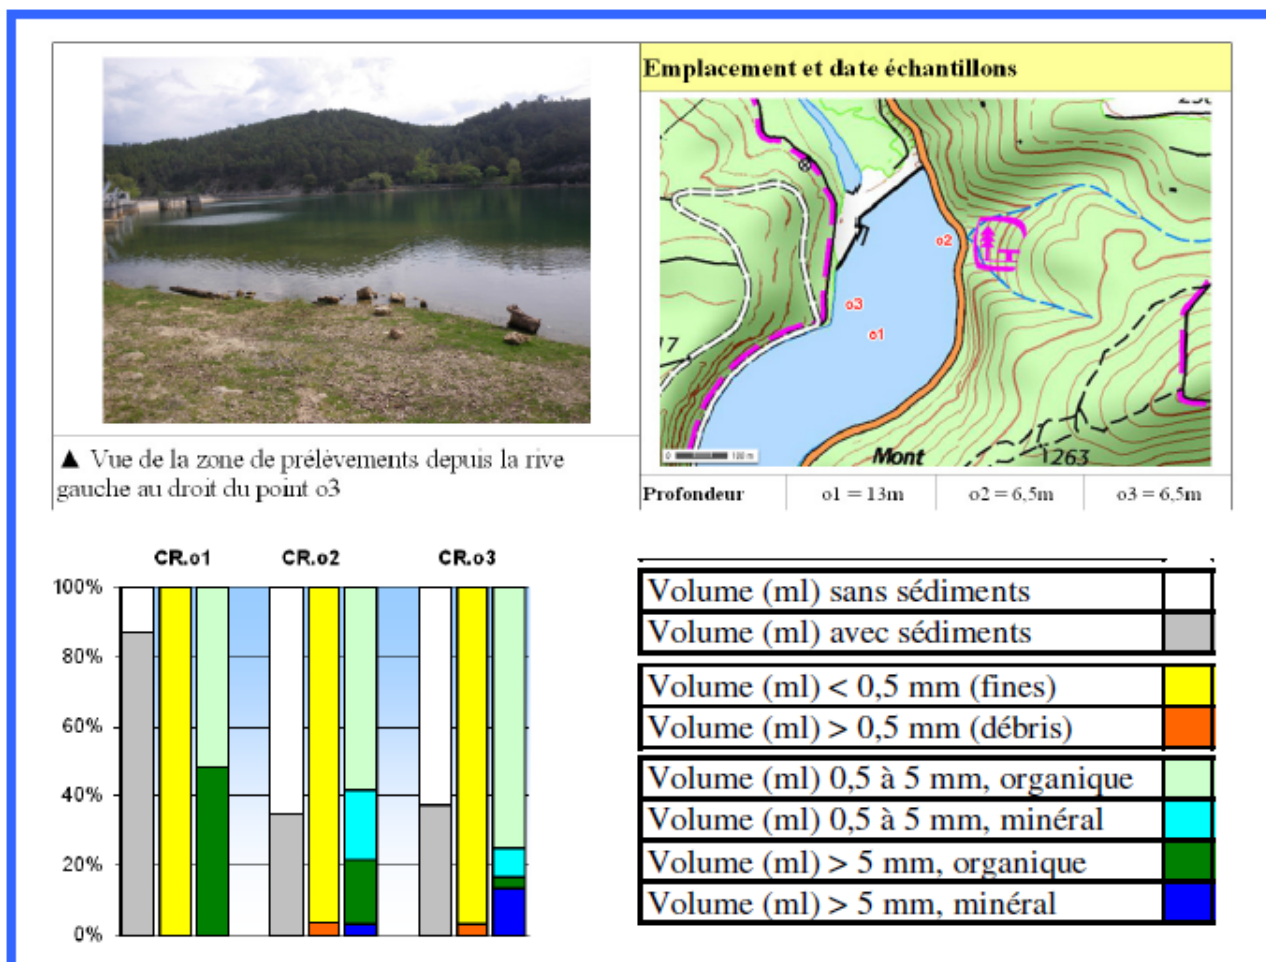 Emplacement et date échantillons
o2
o3
o1
17
0 100 m
Mont
1263
▲ Vue de la zone de prélèvements depuis la rive
gauche au droit du point o3
Profondeur o1 = 13m o2 = 6,5m o3 = 6,5m
CR.o1 CR.o2 CR.o3
100%
80%
60%
40%
20%
0%
Volume (ml) sans sédiments
Volume (ml) avec sédiments
Volume (ml) < 0,5 mm (fines)
Volume (ml) > 0,5 mm (débris)
Volume (ml) 0,5 à 5 mm, organique
Volume (ml) 0,5 à 5 mm, minéral
Volume (ml) > 5 mm, organique
Volume (ml) > 5 mm, minéral